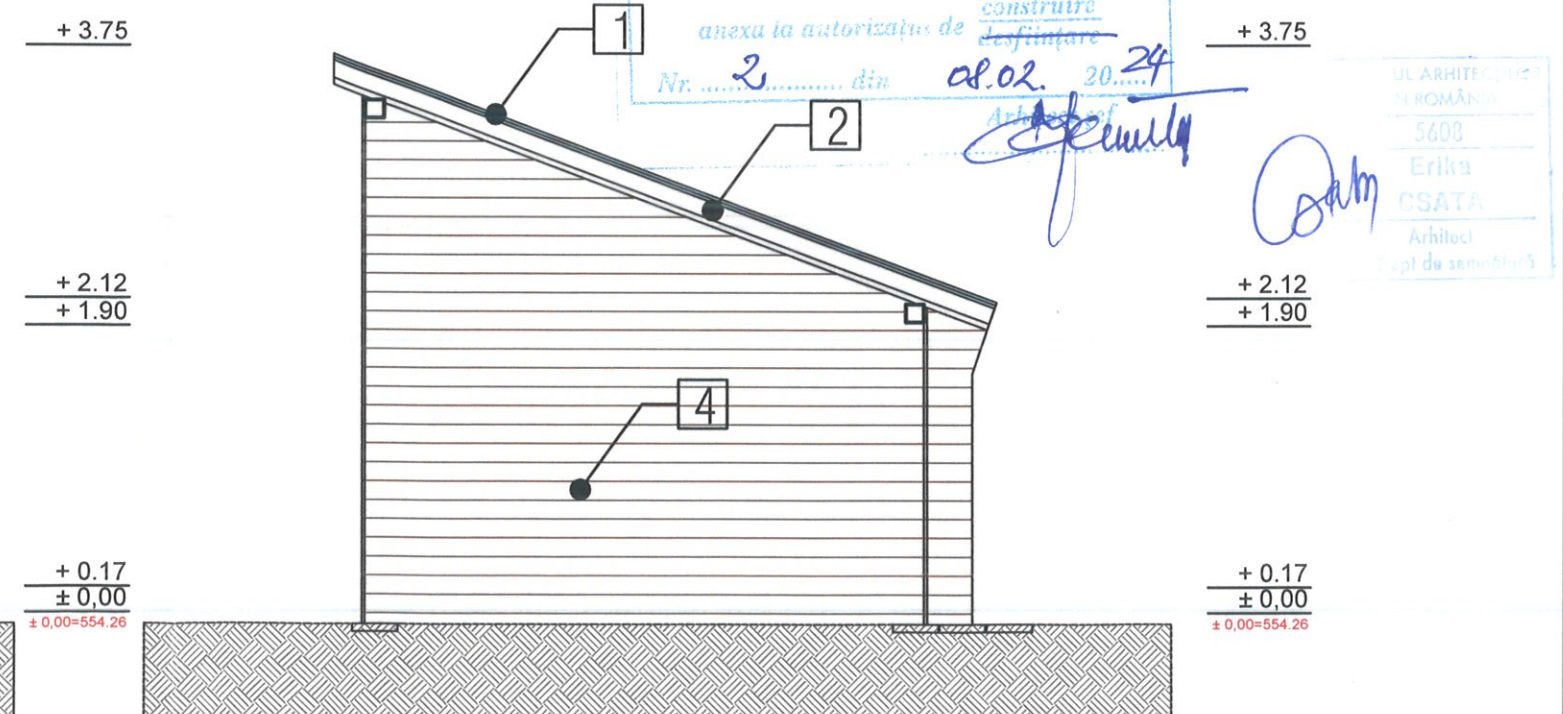 + 3.75
1
construire
anexa la autorizația de desființare
Nr. 2 din 08.02. 2024
Arhitect șef
+ 3.75
5608
Erika
CSATA
Arhitect
2
+ 2.12
+ 1.90
+ 2.12
+ 1.90
4
+ 0.17
± 0,00
± 0,00=554.26
+ 0.17
± 0,00
± 0,00=554.26